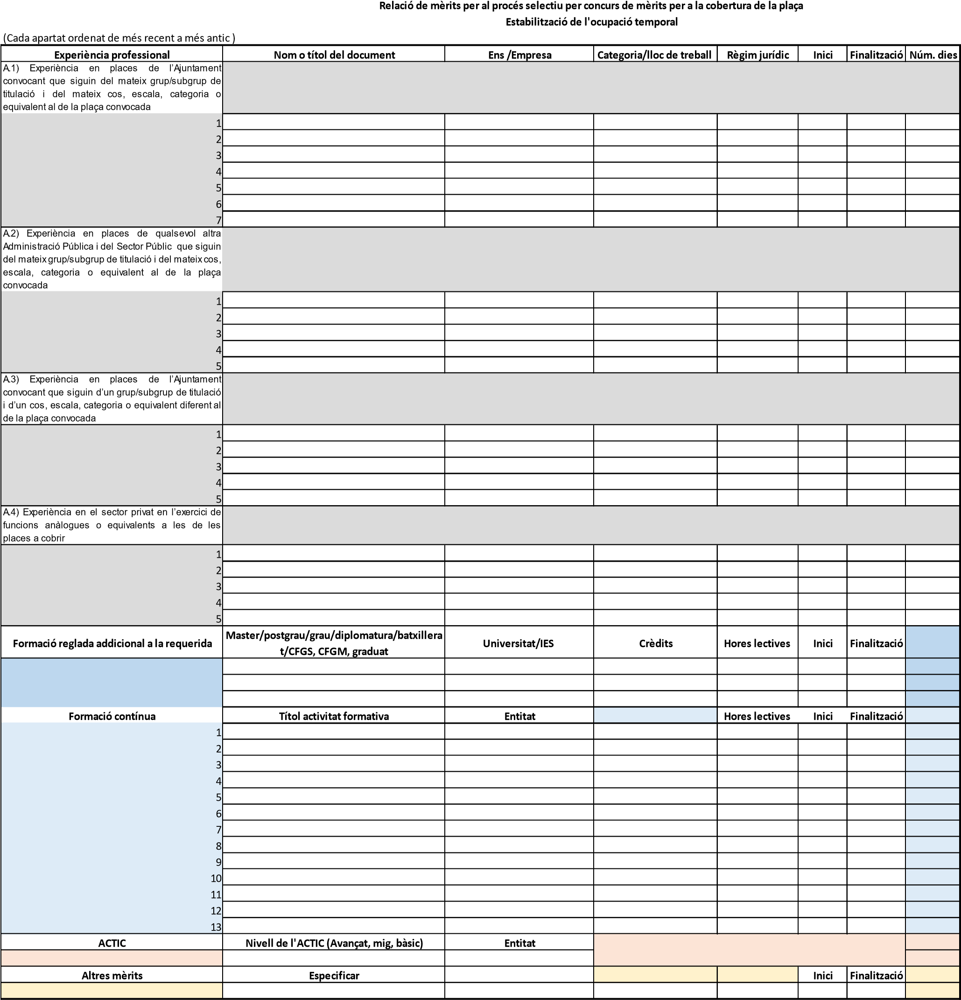 Relació de mèrits per al procés selectiu per concurs de mèrits per a la cobertura de la plaça
Estabilització de l'ocupació temporal
(Cada apartat ordenat de més recent a més antic )
Experiència professional Nom o títol del document Ens /Empresa Categoria/lloc de treball Règim jurídic Inici Finalització Núm. dies
A.1) Experiència en places de l’Ajuntament
convocant que siguin del mateix grup/subgrup de
titulació i del mateix cos, escala, categoria o
equivalent al de la plaça convocada
1
2
3
4
5
6
7
A.2) Experiència en places de qualsevol altra
Administració Pública i del Sector Públic que siguin
del mateix grup/subgrup de titulació i del mateix cos,
escala, categoria o equivalent al de la plaça
convocada
1
2
3
4
5
A.3) Experiència en places de l’Ajuntament
convocant que siguin d’un grup/subgrup de titulació
i d’un cos, escala, categoria o equivalent diferent al
de la plaça convocada
1
2
3
4
5
A.4) Experiència en el sector privat en l’exercici de
funcions anàlogues o equivalents a les de les
places a cobrir
1
2
3
4
5
Formació reglada addicional a la requerida Master/postgrau/grau/diplomatura/batxillera Universitat/IES Crèdits Hores lectives Inici Finalització
t/CFGS, CFGM, graduat
Formació contínua Títol activitat formativa Entitat Hores lectives Inici Finalització
1
2
3
4
5
6
7
8
9
10
11
12
13
ACTIC Nivell de l'ACTIC (Avançat, mig, bàsic) Entitat
Altres mèrits Especificar Inici Finalització